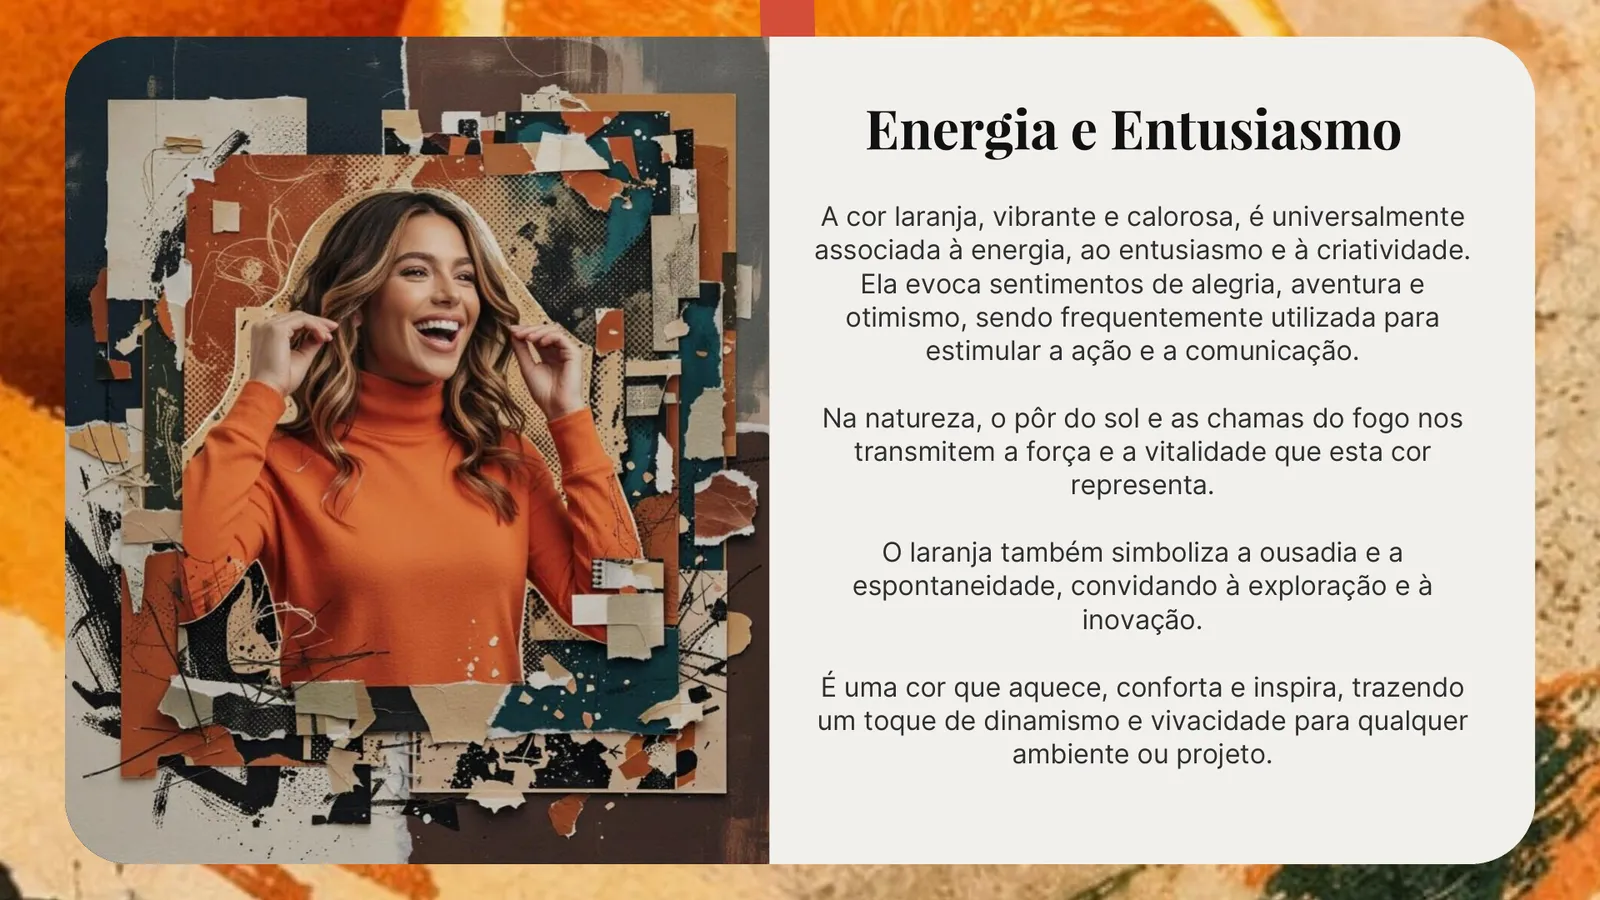 Energia e Entusiasmo
A cor laranja, vibrante e calorosa, é universalmente
associada à energia, ao entusiasmo e à criatividade.
Ela evoca sentimentos de alegria, aventura e
otimismo, sendo frequentemente utilizada para
estimular a ação e a comunicação.
Na natureza, o pôr do sol e as chamas do fogo nos
transmitem a força e a vitalidade que esta cor
representa.
O laranja também simboliza a ousadia e a
espontaneidade, convidando à exploração e à
inovação.
É uma cor que aquece, conforta e inspira, trazendo
um toque de dinamismo e vivacidade para qualquer
ambiente ou projeto.